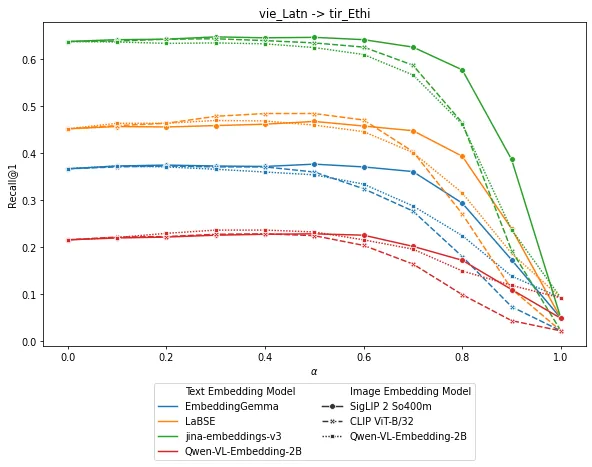 vie_Latn -> tir_Ethi
Recall@1
0.6
0.5
0.4
0.3
0.2
0.1
0.0
0.0 0.2 0.4 0.6 0.8 1.0
α
Text Embedding Model Image Embedding Model
EmbeddingGemma SigLIP 2 So400m
LaBSE CLIP ViT-B/32
jina-embeddings-v3 Qwen-VL-Embedding-2B
Qwen-VL-Embedding-2B